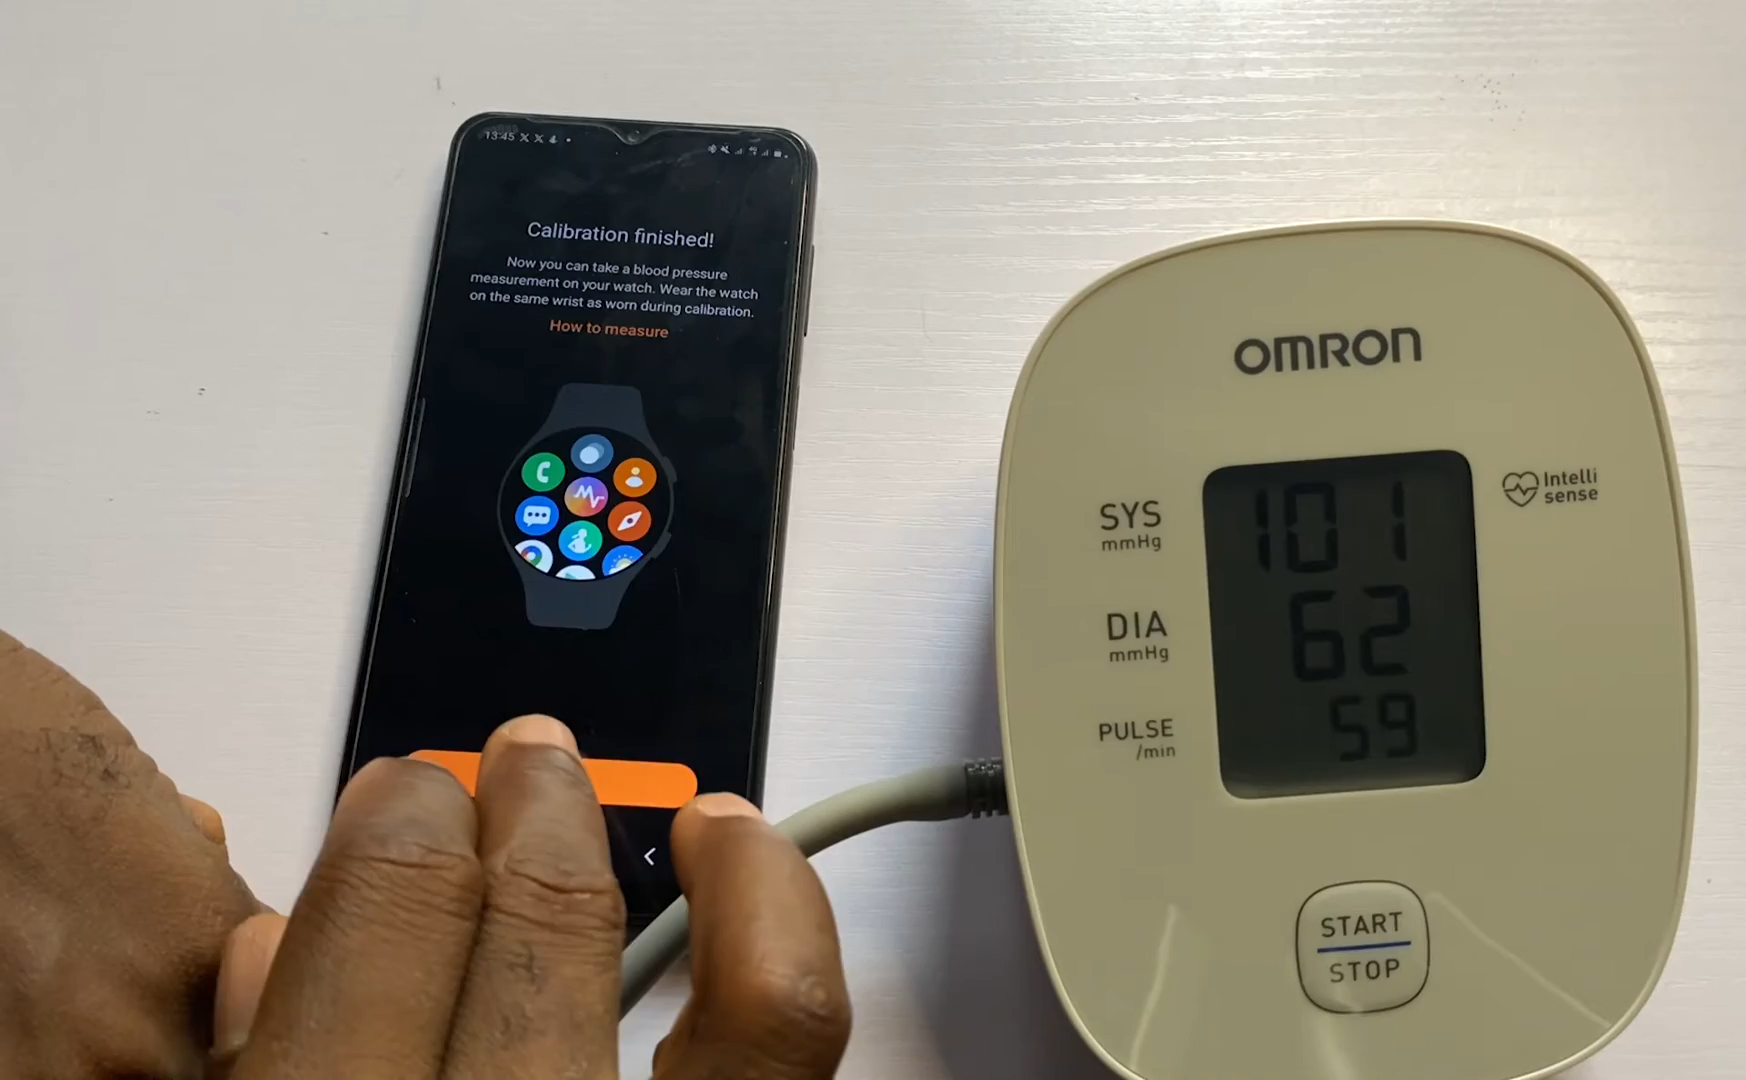 13:45
Calibration finished!
Now you can take a blood pressure
measurement on your watch. Wear the watch
on the same wrist as worn during calibration.
How to measure
OMRON
Intelli
sense
SYS
mmHg
101
DIA
mmHg
62
PULSE
/min
59
START
STOP